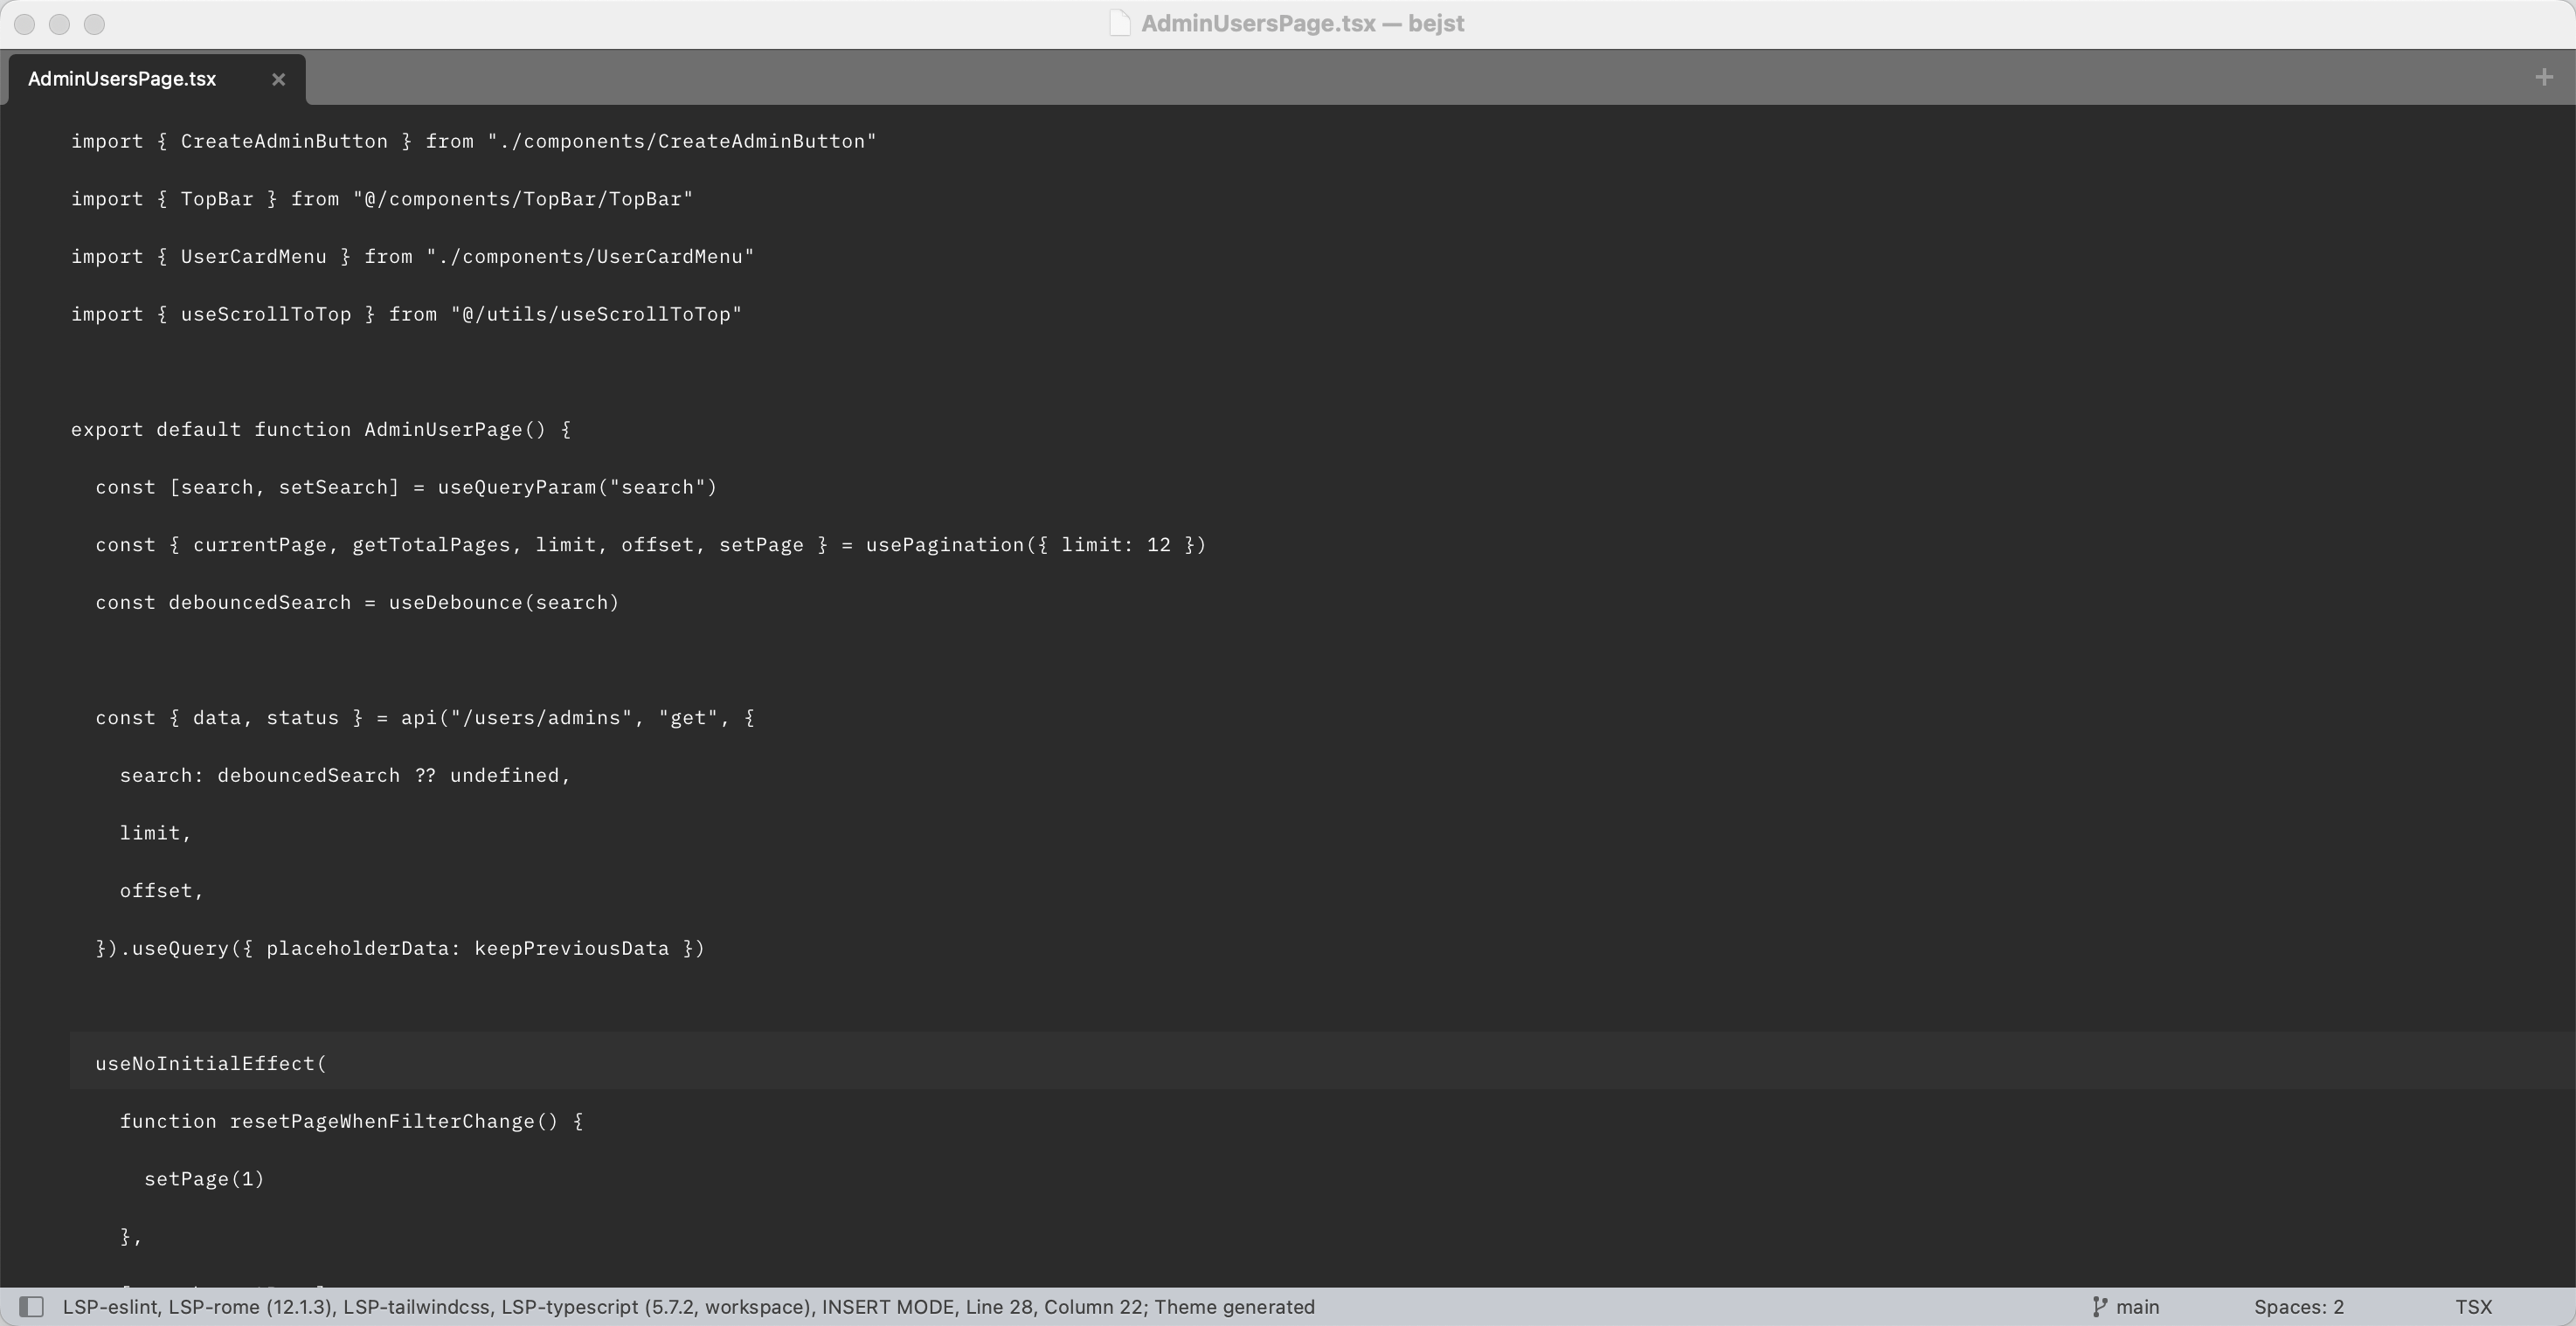 AdminUsersPage.tsx — bejst
AdminUsersPage.tsx
import { CreateAdminButton } from "./components/CreateAdminButton"
import { TopBar } from "@/components/TopBar/TopBar"
import { UserCardMenu } from "./components/UserCardMenu"
import { useScrollToTop } from "@/utils/useScrollToTop"
export default function AdminUserPage() {
  const [search, setSearch] = useQueryParam("search")
  const { currentPage, getTotalPages, limit, offset, setPage } = usePagination({ limit: 12 })
  const debouncedSearch = useDebounce(search)
  const { data, status } = api("/users/admins", "get", {
    search: debouncedSearch ?? undefined,
    limit,
    offset,
  }).useQuery({ placeholderData: keepPreviousData })
  useNoInitialEffect(
    function resetPageWhenFilterChange() {
      setPage(1)
    },
LSP-eslint, LSP-rome (12.1.3), LSP-tailwindcss, LSP-typescript (5.7.2, workspace), INSERT MODE, Line 28, Column 22; Theme generated
main
Spaces: 2
TSX